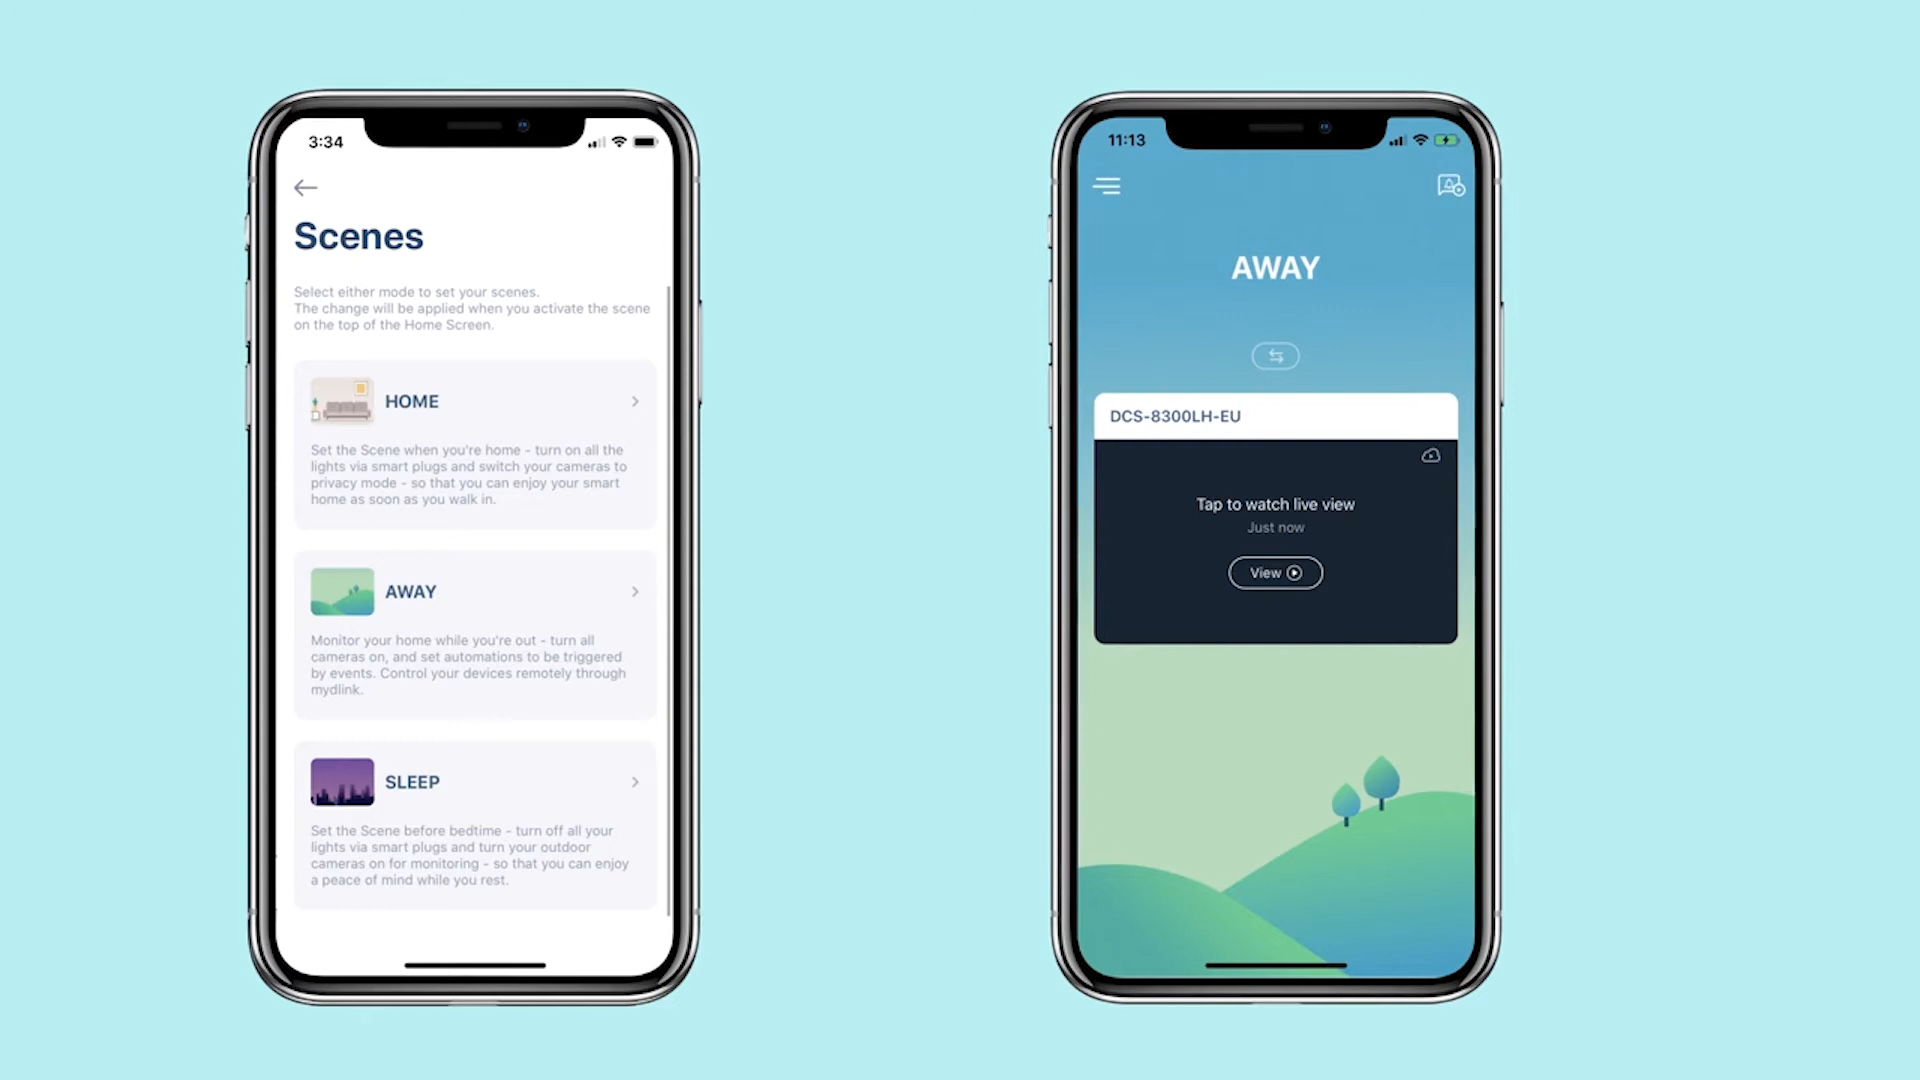 3:34
Scenes
Select either mode to set your scenes.
The change will be applied when you activate the scene
on the top of the Home Screen.
HOME
Set the Scene when you're home - turn on all the
lights via smart plugs and switch your cameras to
privacy mode - so that you can enjoy your smart
home as soon as you walk in.
AWAY
Monitor your home while you're out - turn all
cameras on, and set automations to be triggered
by events. Control your devices remotely through
mydlink.
SLEEP
Set the Scene before bedtime - turn off all your
lights via smart plugs and turn your outdoor
cameras on for monitoring - so that you can enjoy
a peace of mind while you rest.
11:13
AWAY
DCS-8300LH-EU
Tap to watch live view
Just now
View